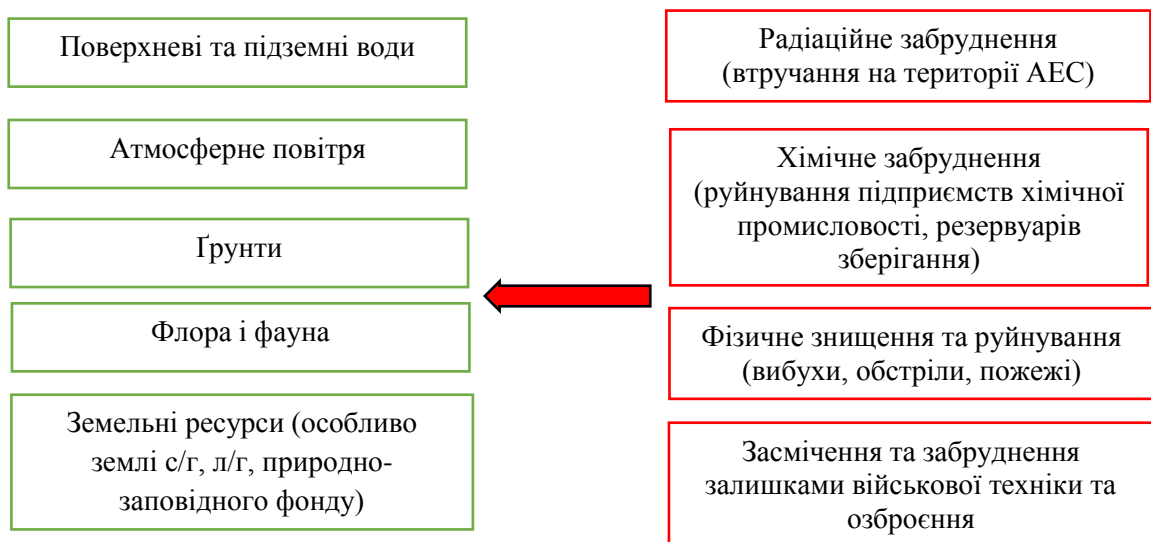 Поверхневі та підземні води
Атмосферне повітря
Ґрунти
Флора і фауна
Земельні ресурси (особливо
землі с/г, л/г, природно-
заповідного фонду)
Радіаційне забруднення
(втручання на території АЕС)
Хімічне забруднення
(руйнування підприємств хімічної
промисловості, резервуарів
зберігання)
Фізичне знищення та руйнування
(вибухи, обстріли, пожежі)
Засмічення та забруднення
залишками військової техніки та
озброєння